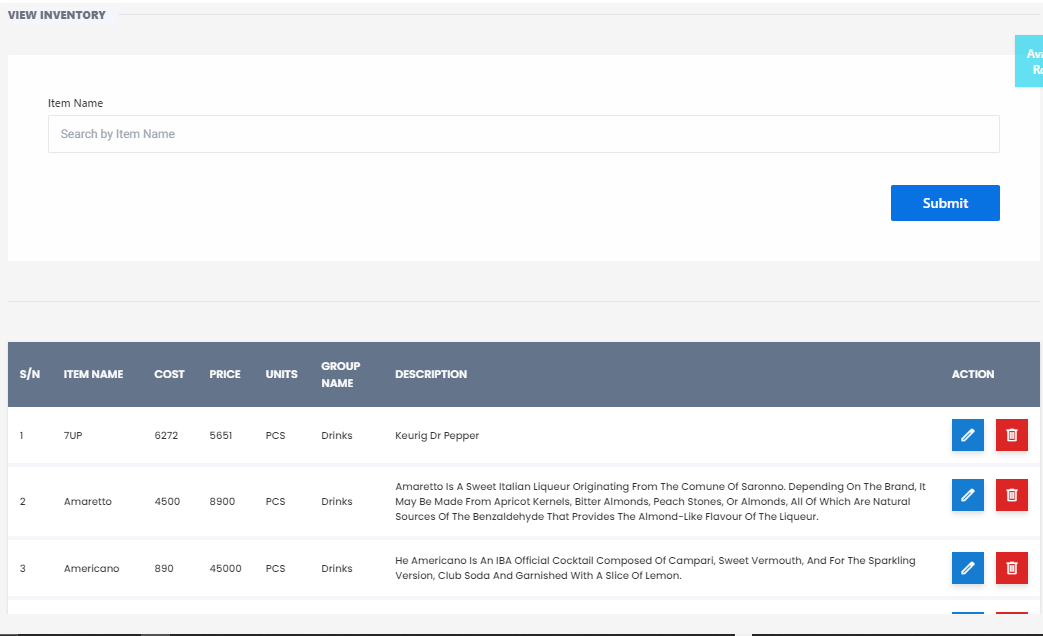 VIEW INVENTORY
Item Name
Search by Item Name
Submit
S/N ITEM NAME COST PRICE UNITS GROUP NAME DESCRIPTION ACTION
1 7UP 6272 5651 PCS Drinks Keurig Dr Pepper
2 Amaretto 4500 8900 PCS Drinks Amaretto Is A Sweet Italian Liqueur Originating From The Comune Of Saronno. Depending On The Brand, It
May Be Made From Apricot Kernels, Bitter Almonds, Peach Stones, Or Almonds, All Of Which Are Natural
Sources Of The Benzaldehyde That Provides The Almond-Like Flavour Of The Liqueur.
3 Americano 890 45000 PCS Drinks He Americano Is An IBA Official Cocktail Composed Of Campari, Sweet Vermouth, And For The Sparkling
Version, Club Soda And Garnished With A Slice Of Lemon.